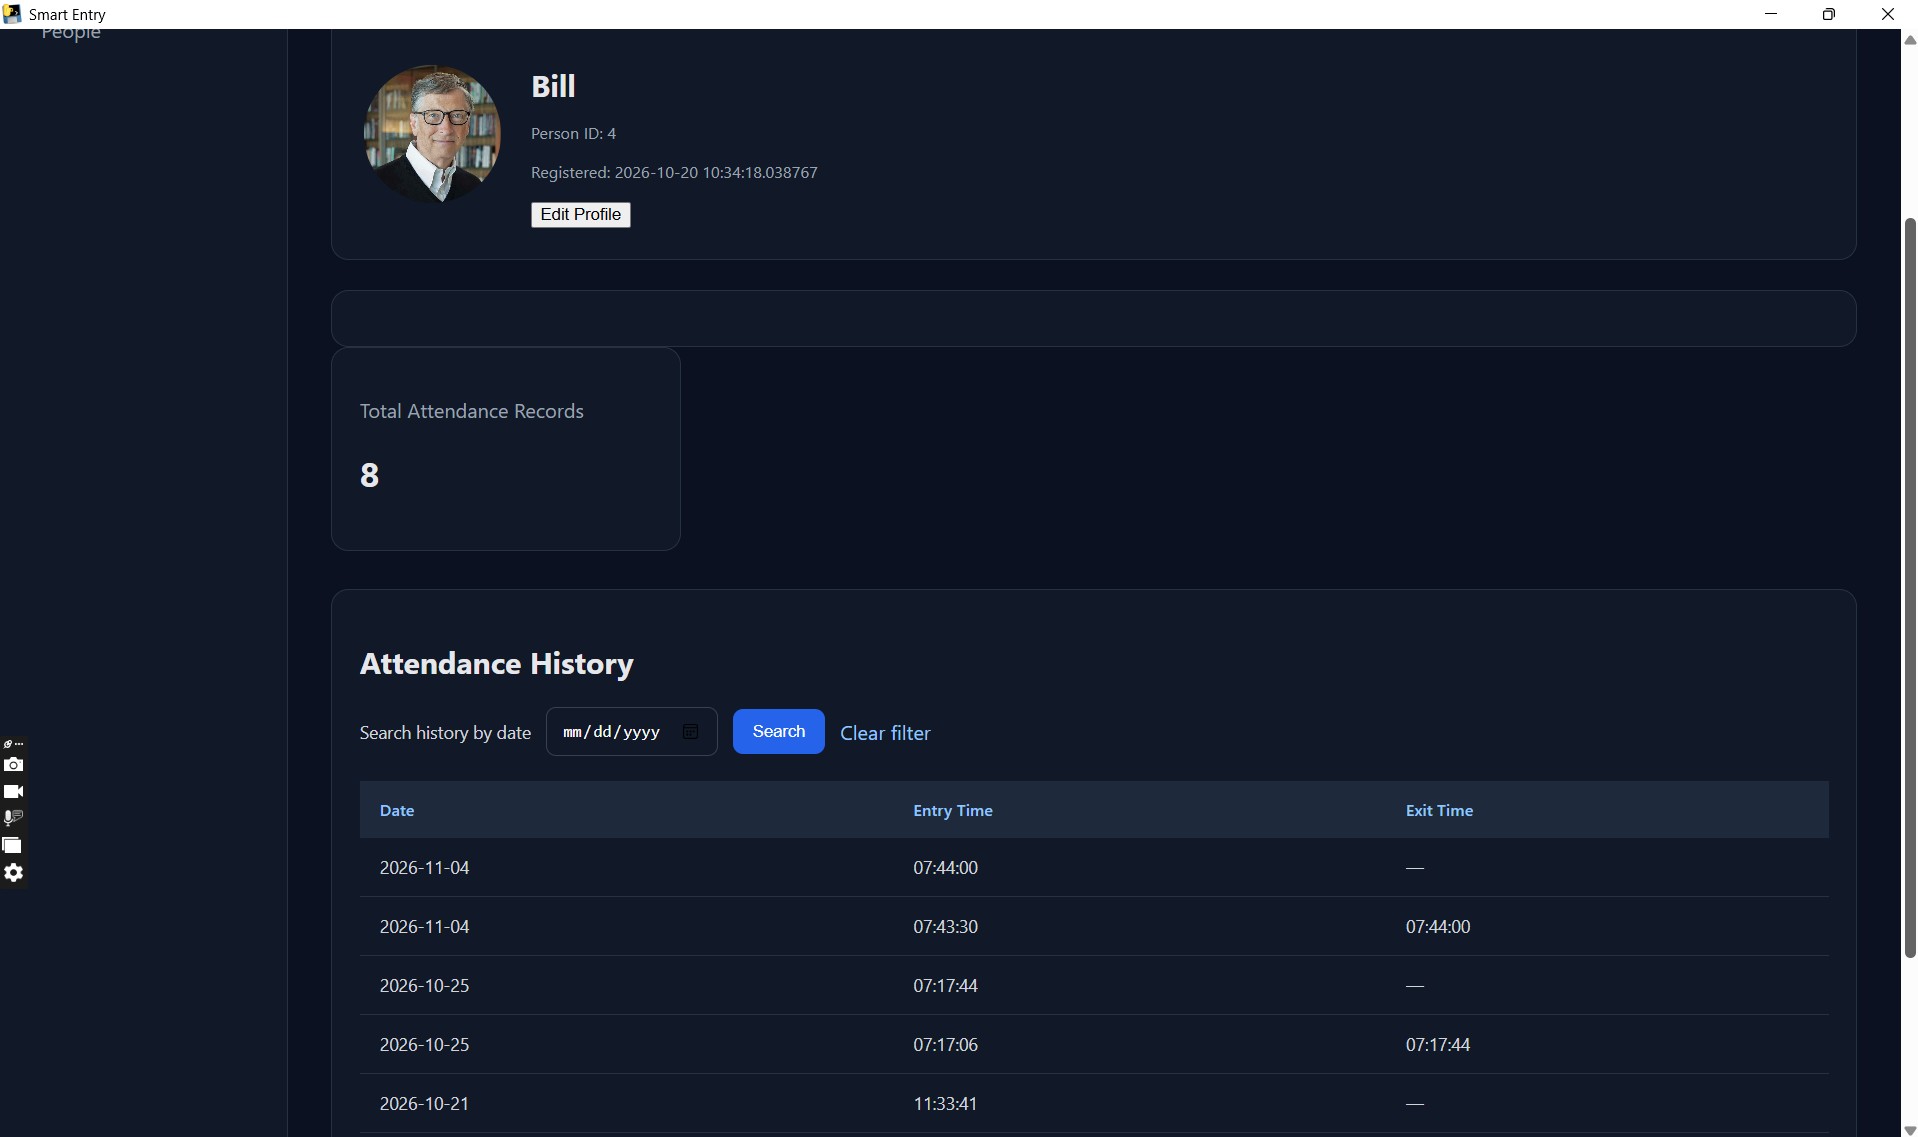 Smart Entry
People
Bill
Person ID: 4
Registered: 2026-10-20 10:34:18.038767
Edit Profile
Total Attendance Records
8
Attendance History
Search history by date mm/dd/yyyy Search Clear filter
Date Entry Time Exit Time
2026-11-04 07:44:00 —
2026-11-04 07:43:30 07:44:00
2026-10-25 07:17:44 —
2026-10-25 07:17:06 07:17:44
2026-10-21 11:33:41 —